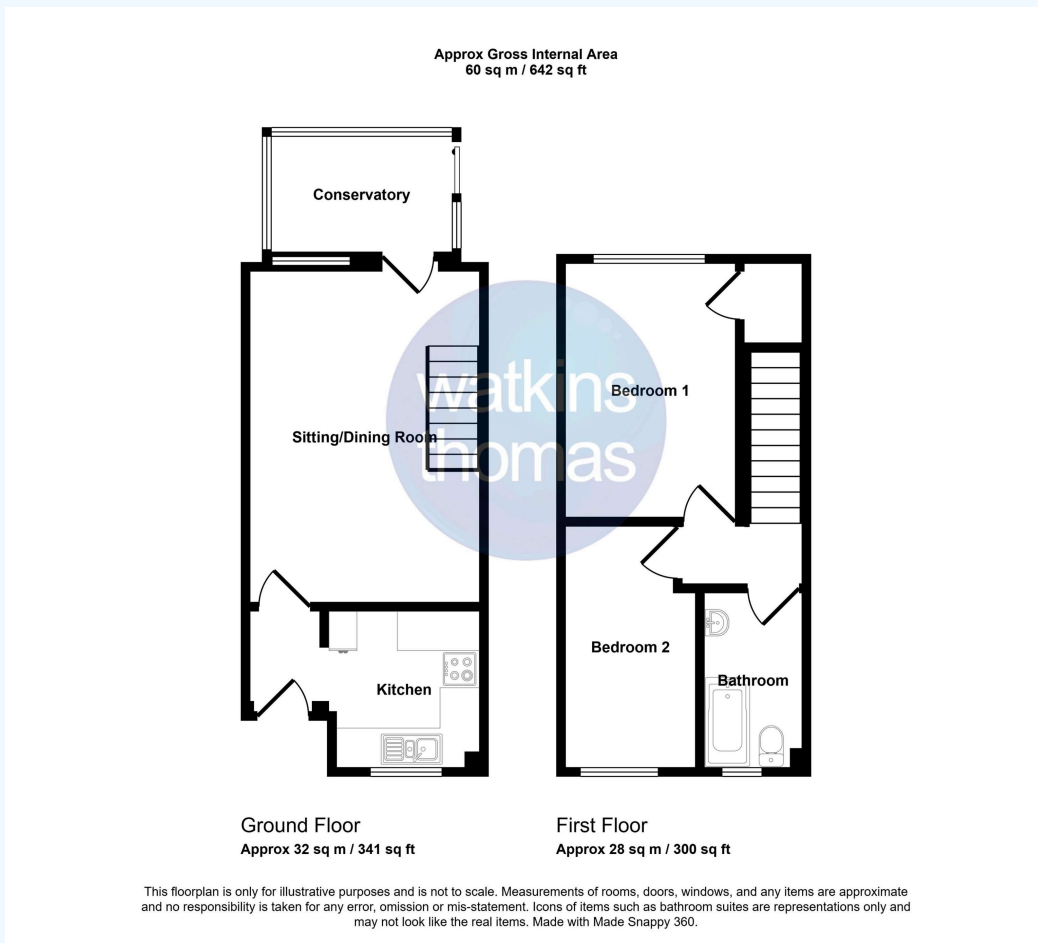 Approx Gross Internal Area
60 sq m / 642 sq ft
Conservatory
Sitting/Dining Room
Kitchen
Bedroom 1
Bedroom 2
Bathroom
watkins
thomas
Ground Floor
Approx 32 sq m / 341 sq ft
First Floor
Approx 28 sq m / 300 sq ft
This floorplan is only for illustrative purposes and is not to scale. Measurements of rooms, doors, windows, and any items are approximate
and no responsibility is taken for any error, omission or mis-statement. Icons of items such as bathroom suites are representations only and
may not look like the real items. Made with Made Snappy 360.